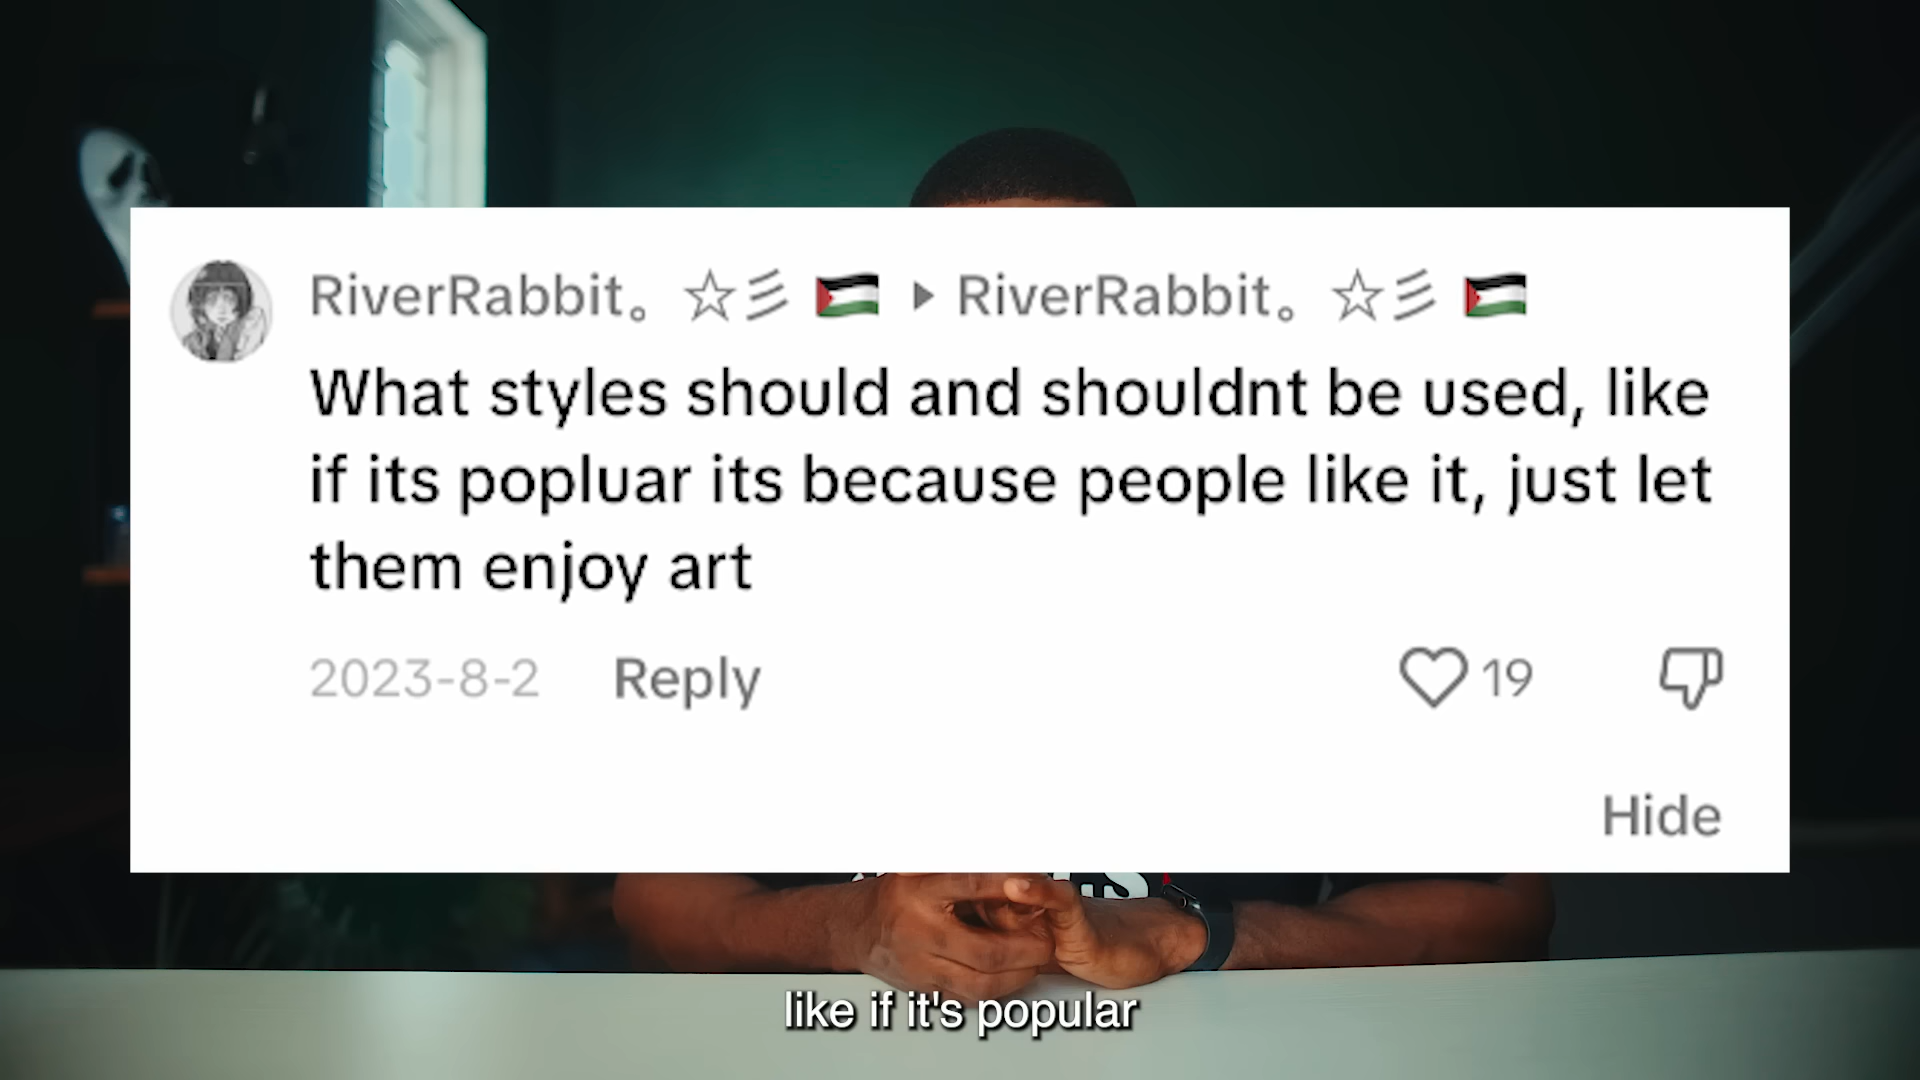 RiverRabbit。 ☆彡 🇵🇸 ▸ RiverRabbit。 ☆彡 🇵🇸
What styles should and shouldnt be used, like
if its popluar its because people like it, just let
them enjoy art
2023-8-2 Reply 19
Hide
like if it's popular